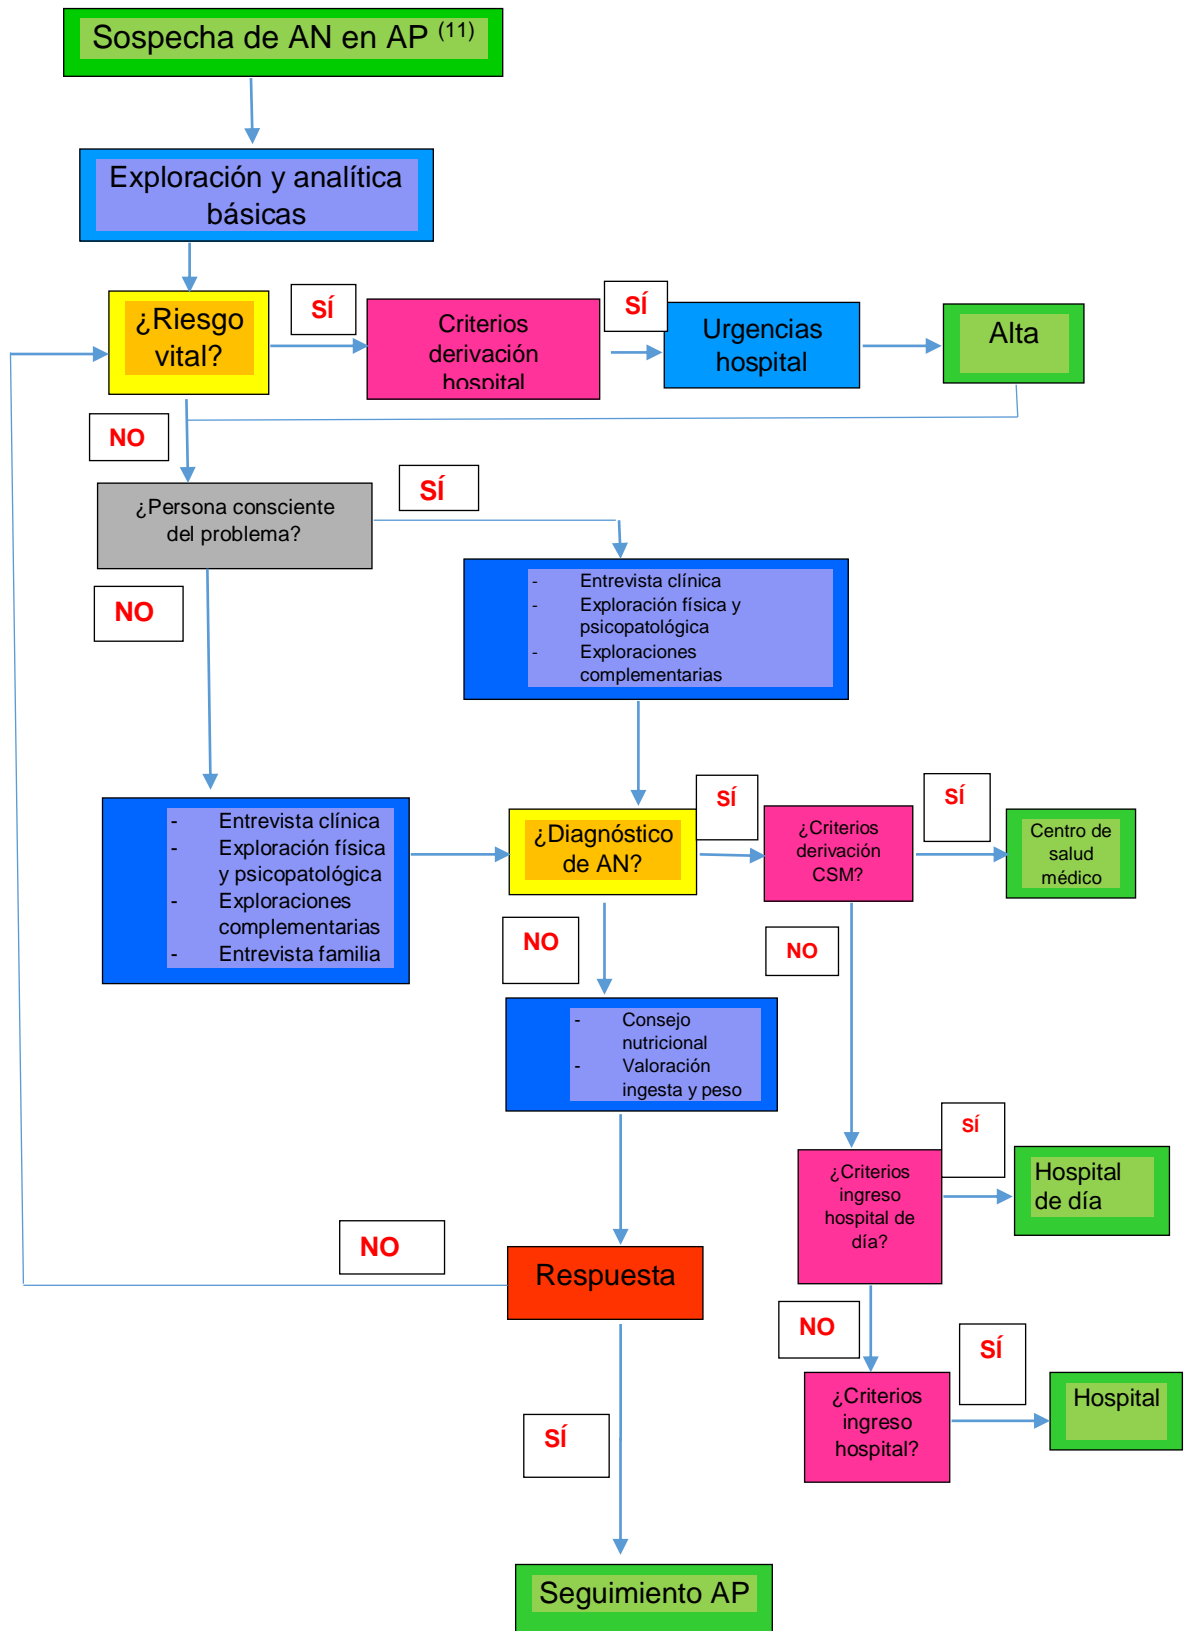 Sospecha de AN en AP (11)
Exploración y analítica
básicas
¿Riesgo
vital?
SÍ
Criterios
derivación
hospital
SÍ
Urgencias
hospital
Alta
NO
¿Persona consciente
del problema?
SÍ
NO
- Entrevista clínica
- Exploración física y
psicopatológica
- Exploraciones
complementarias
- Entrevista clínica
- Exploración física
y psicopatológica
- Exploraciones
complementarias
- Entrevista familia
¿Diagnóstico
de AN?
SÍ
¿Criterios
derivación
CSM?
SÍ
Centro de
salud
médico
NO
NO
- Consejo
nutricional
- Valoración
ingesta y peso
¿Criterios
ingreso
hospital de
día?
SÍ
Hospital
de día
NO
Respuesta
NO
SÍ
¿Criterios
ingreso
hospital?
Hospital
SÍ
Seguimiento AP